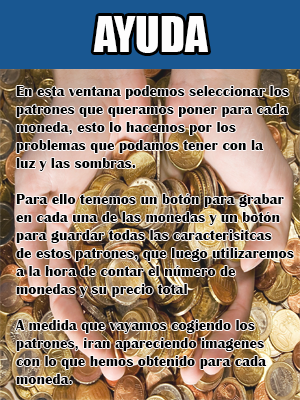 AYUDA
En esta ventana podemos seleccionar los
patrones que queramos poner para cada
moneda, esto lo hacemos por los
problemas que podamos tener con la
luz y las sombras.
Para ello tenemos un botón para grabar
en cada una de las monedas y un botón
para guardar todas las caracterisitcas
de estos patrones, que luego utilizaremos
a la hora de contar el número de
monedas y su precio total
A medida que vayamos cogiendo los
patrones, iran apareciendo imagenes
con lo que hemos obtenido para cada
moneda.